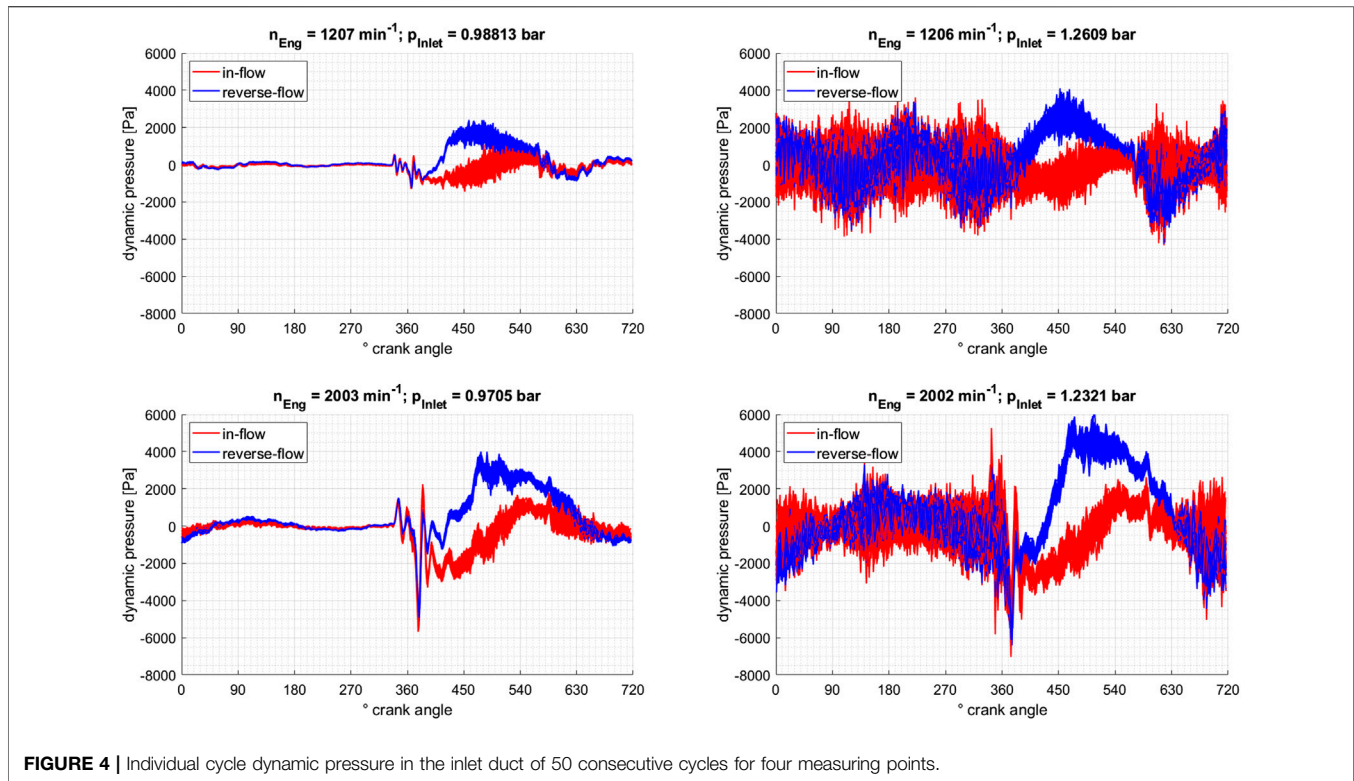 n_Eng = 1207 min^-1; p_Inlet = 0.98813 bar
in-flow
reverse-flow
dynamic pressure [Pa]
6000
4000
2000
0
-2000
-4000
-6000
-8000
0 90 180 270 360 450 540 630 720
° crank angle
n_Eng = 1206 min^-1; p_Inlet = 1.2609 bar
in-flow
reverse-flow
dynamic pressure [Pa]
6000
4000
2000
0
-2000
-4000
-6000
-8000
0 90 180 270 360 450 540 630 720
° crank angle
n_Eng = 2003 min^-1; p_Inlet = 0.9705 bar
in-flow
reverse-flow
dynamic pressure [Pa]
6000
4000
2000
0
-2000
-4000
-6000
-8000
0 90 180 270 360 450 540 630 720
° crank angle
n_Eng = 2002 min^-1; p_Inlet = 1.2321 bar
in-flow
reverse-flow
dynamic pressure [Pa]
6000
4000
2000
0
-2000
-4000
-6000
-8000
0 90 180 270 360 450 540 630 720
° crank angle
FIGURE 4 | Individual cycle dynamic pressure in the inlet duct of 50 consecutive cycles for four measuring points.